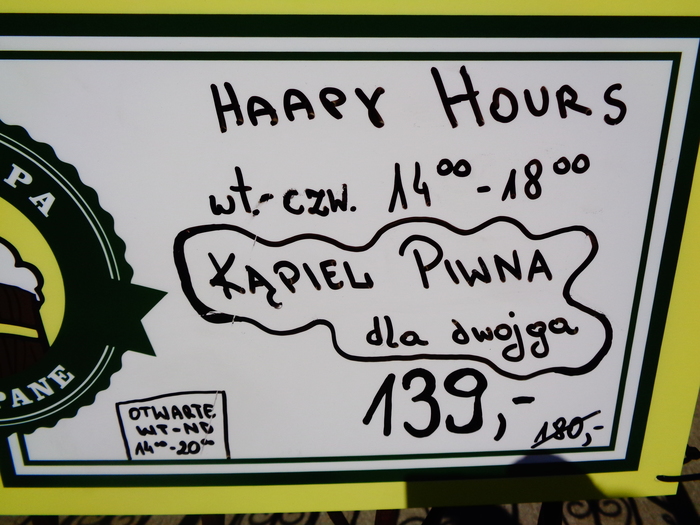 HAAPY HOURS
wt.-czw. 14⁰⁰-18⁰⁰
KĄPIEL PIWNA
dla dwojga
139,-
180,-
OTWARTE
WT-ND
14⁰⁰-20⁰⁰
PA
PANE